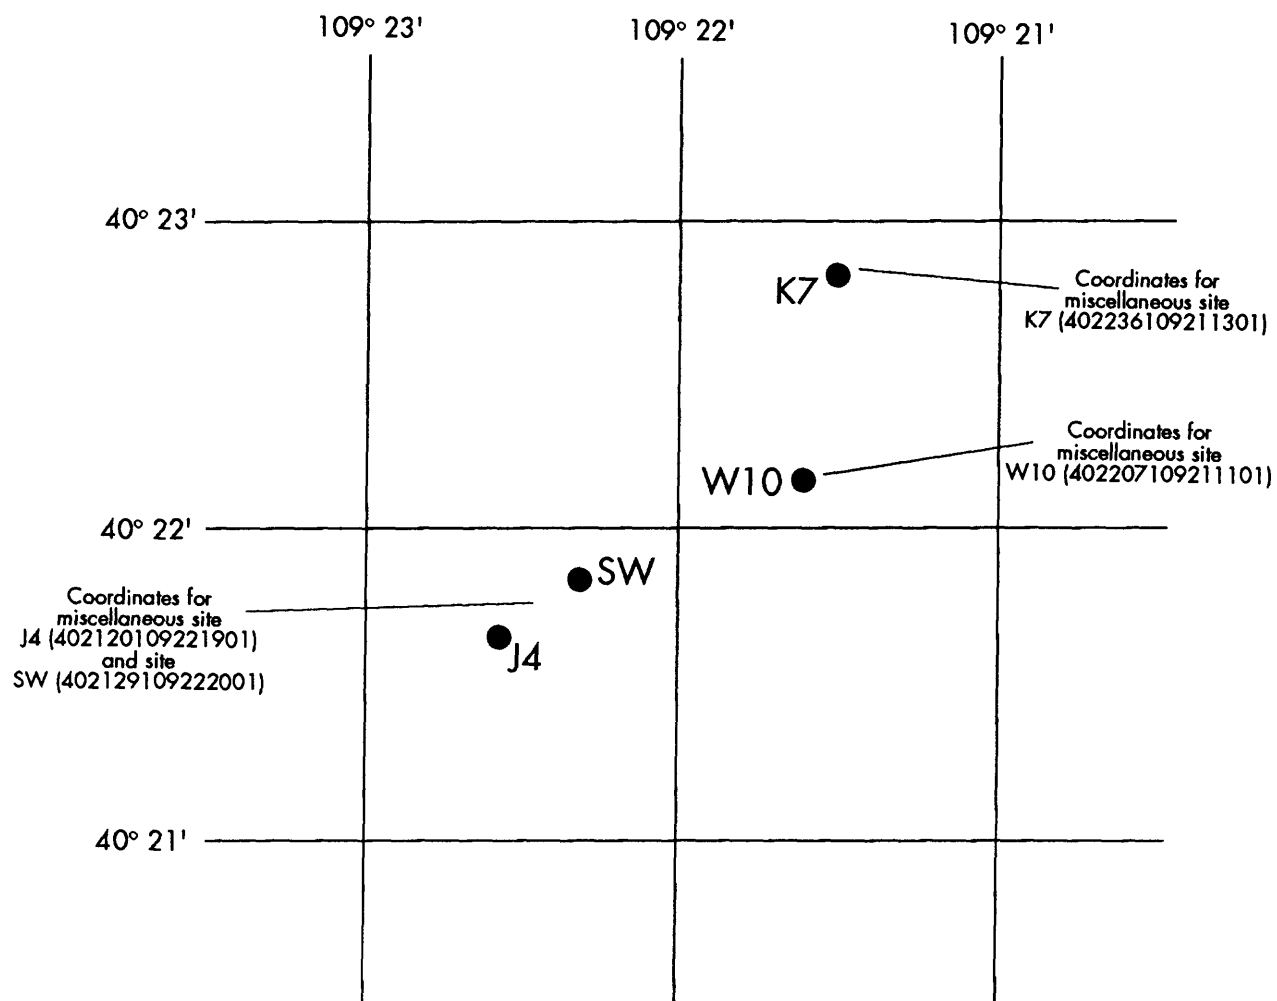 109° 23'
109° 22'
109° 21'
40° 23'
K7
Coordinates for
miscellaneous site
K7 (402236109211301)
W10
Coordinates for
miscellaneous site
W10 (402207109211101)
40° 22'
SW
Coordinates for
miscellaneous site
J4 (402120109221901)
and site
SW (402129109222001)
J4
40° 21'